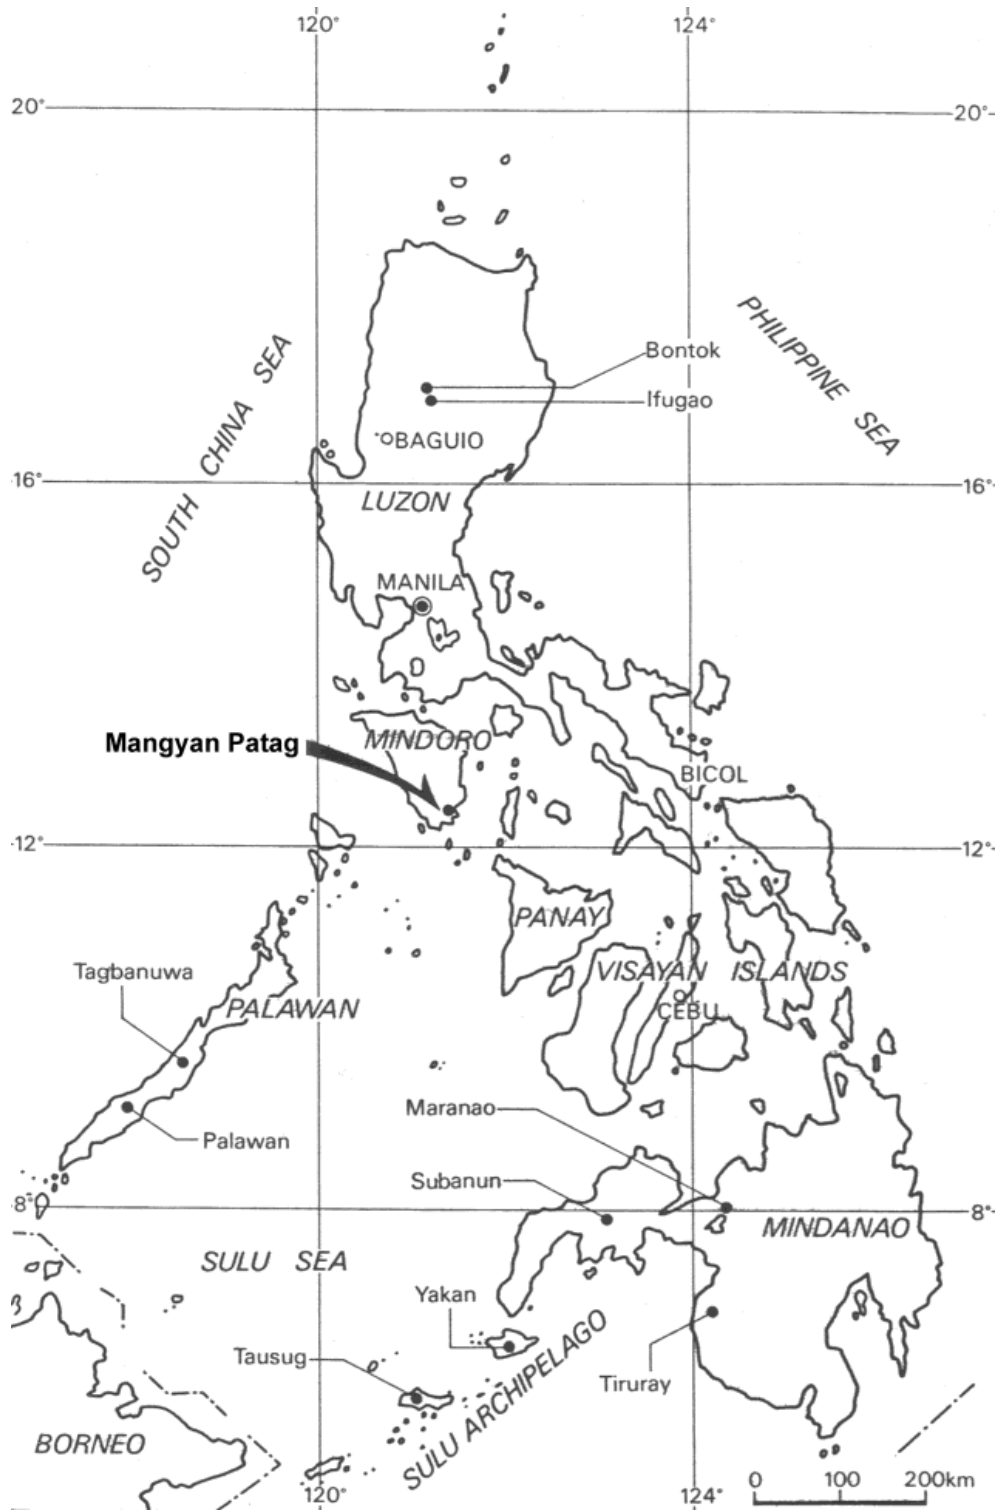 120°
124°
20°
20°
PHILIPPINE SEA
SOUTH CHINA SEA
Bontok
Ifugao
BAGUIO
16°
16°
LUZON
MANILA
Mangyan Patag
MINDORO
BICOL
12°
12°
PANAY
Tagbanuwa
VISAYAN ISLANDS
PALAWAN
CEBU
Maranao
Palawan
Subanun
8°
8°
MINDANAO
SULU SEA
Yakan
Tausug
SULU ARCHIPELAGO
Tiruray
BORNEO
0 100 200km
120°
124°